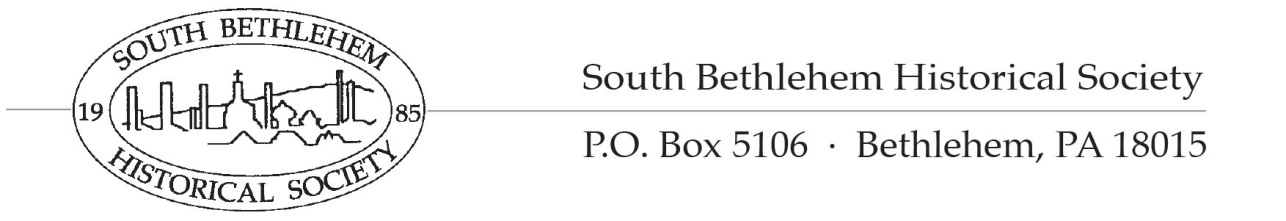 SOUTH BETHLEHEM
19 85
HISTORICAL SOCIETY
South Bethlehem Historical Society
P.O. Box 5106 · Bethlehem, PA 18015